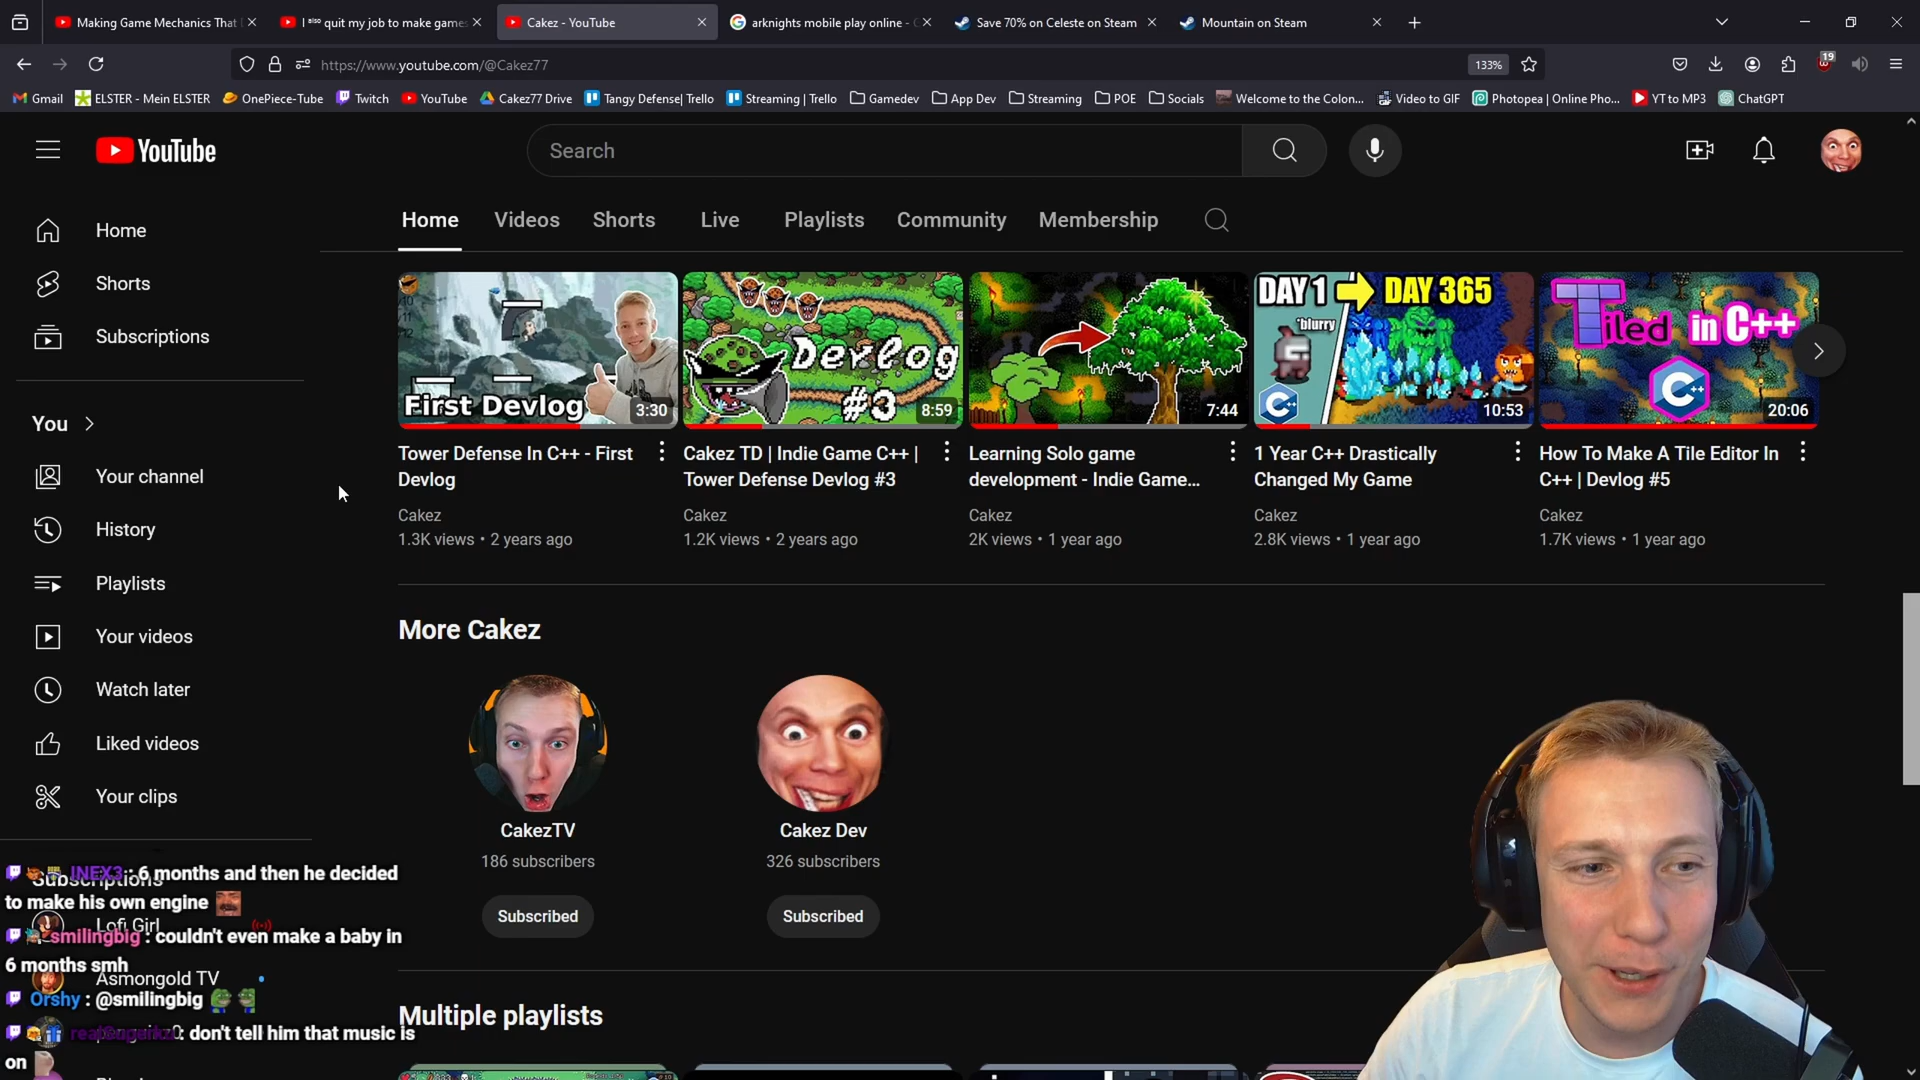 Making Game Mechanics That
I also quit my job to make games
Cakez - YouTube
arknights mobile play online -
Save 70% on Celeste on Steam
Mountain on Steam
https://www.youtube.com/@Cakez77
133%
19
Gmail
ELSTER - Mein ELSTER
OnePiece-Tube
Twitch
YouTube
Cakez77 Drive
Tangy Defense| Trello
Streaming | Trello
Gamedev
App Dev
Streaming
POE
Socials
Welcome to the Colon...
Video to GIF
Photopea | Online Pho...
YT to MP3
ChatGPT
YouTube
Search
Home
Videos
Shorts
Live
Playlists
Community
Membership
Home
Shorts
Subscriptions
You
Your channel
History
Playlists
Your videos
Watch later
Liked videos
Your clips
Subscriptions
Lofi Girl
Asmongold TV
First Devlog
3:30
Devlog
#3
8:59
7:44
DAY 1
DAY 365
*blurry
C++
10:53
Tiled in C++
C++
20:06
Tower Defense In C++ - First
Devlog
Cakez
1.3K views • 2 years ago
Cakez TD | Indie Game C++ |
Tower Defense Devlog #3
Cakez
1.2K views • 2 years ago
Learning Solo game
development - Indie Game...
Cakez
2K views • 1 year ago
1 Year C++ Drastically
Changed My Game
Cakez
2.8K views • 1 year ago
How To Make A Tile Editor In
C++ | Devlog #5
Cakez
1.7K views • 1 year ago
More Cakez
CakezTV
186 subscribers
Subscribed
Cakez Dev
326 subscribers
Subscribed
Multiple playlists
INEX3 : 6 months and then he decided
to make his own engine
smilingbig : couldn't even make a baby in
6 months smh
Orshy : @smilingbig
: don't tell him that music is
on